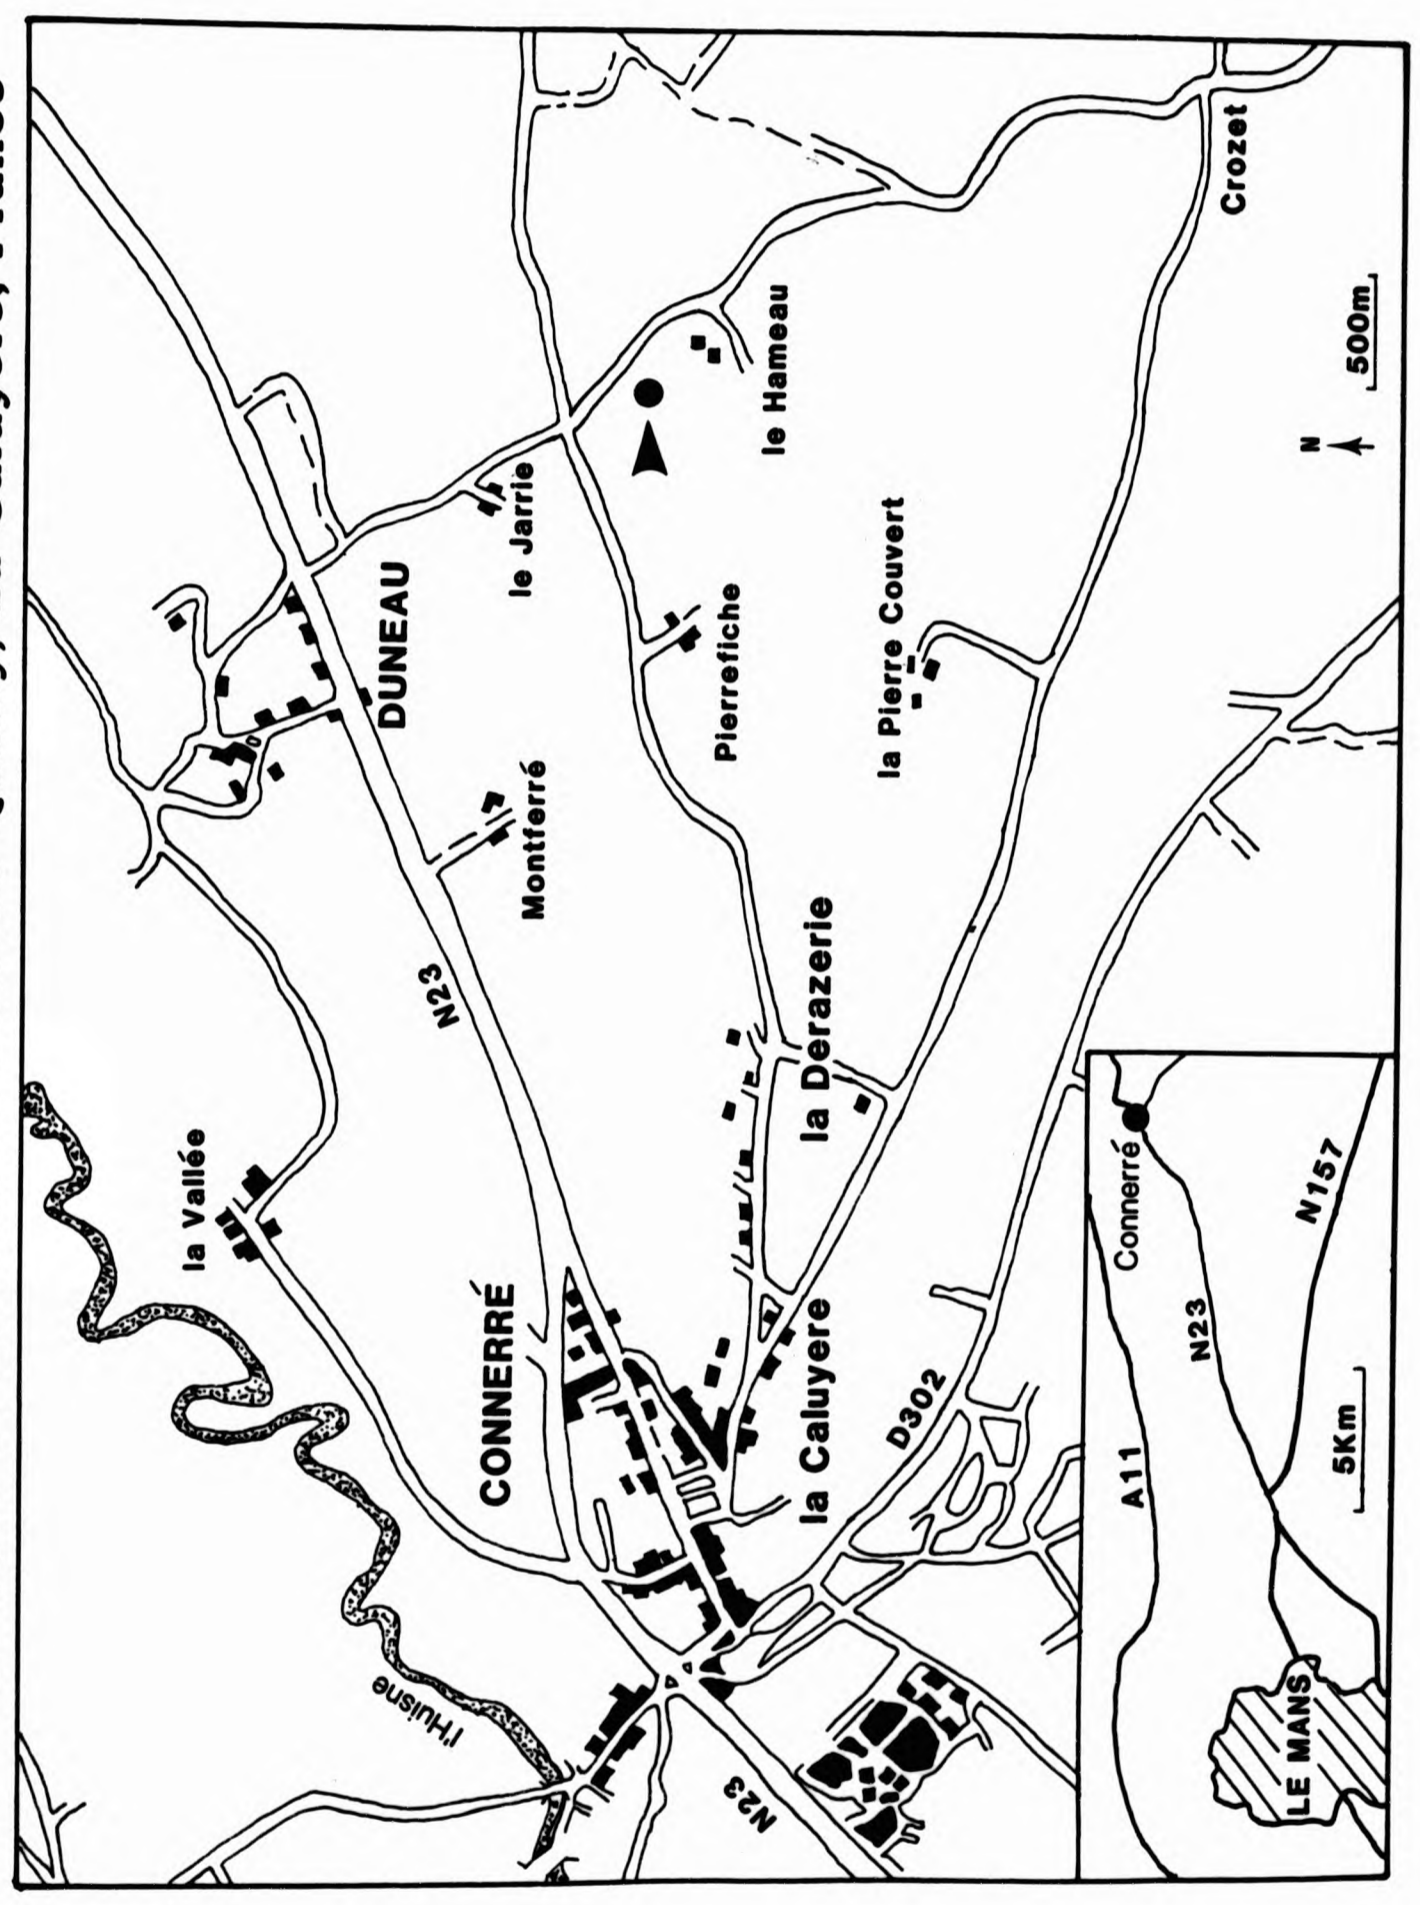 la Vallée
CONNERRÉ
l'Huisne
N23
DUNEAU
Montferré
N23
le Jarrie
Pierrefiche
le Hameau
la Pierre Couvert
la Derazerie
la Caluyere
D302
Crozet
N
500m
Connerré
A11
N23
N157
LE MANS
5Km